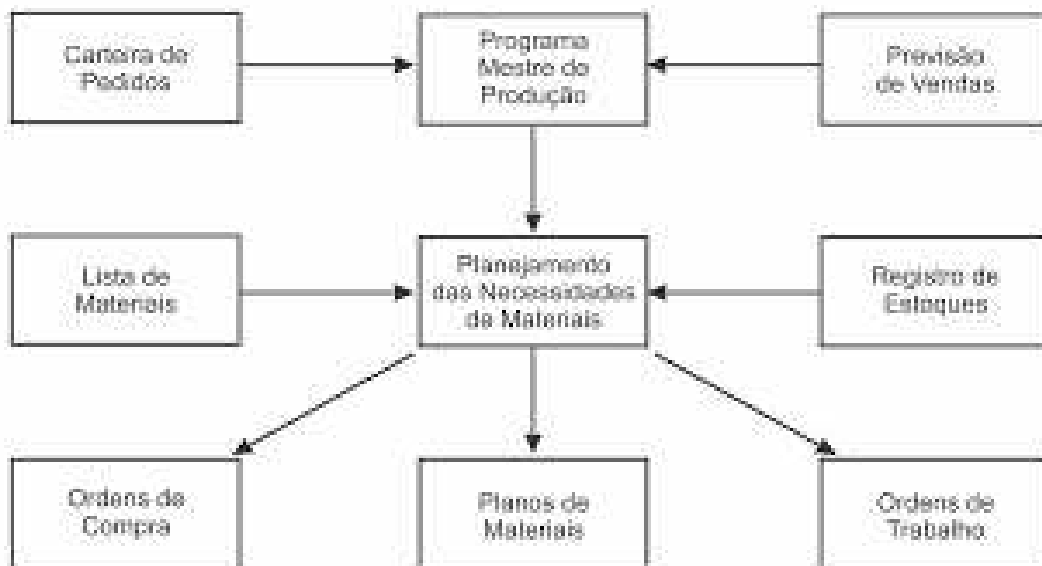 Carteira de
Pedidos
Programa
Mestre de
Produção
Previsão
de Vendas
Lista de
Materiais
Planejamento
das Necessidades
de Materiais
Registro de
Estoques
Ordens de
Compra
Planos de
Materiais
Ordens de
Trabalho